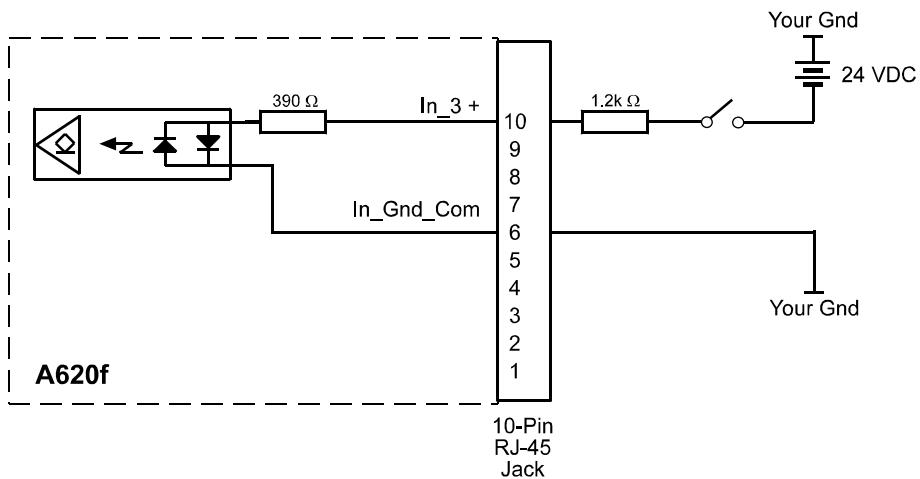 Your Gnd
24 VDC
390 Ω
In_3 +
1.2k Ω
10
9
8
7
6
5
4
3
2
1
In_Gnd_Com
Your Gnd
A620f
10-Pin
RJ-45
Jack